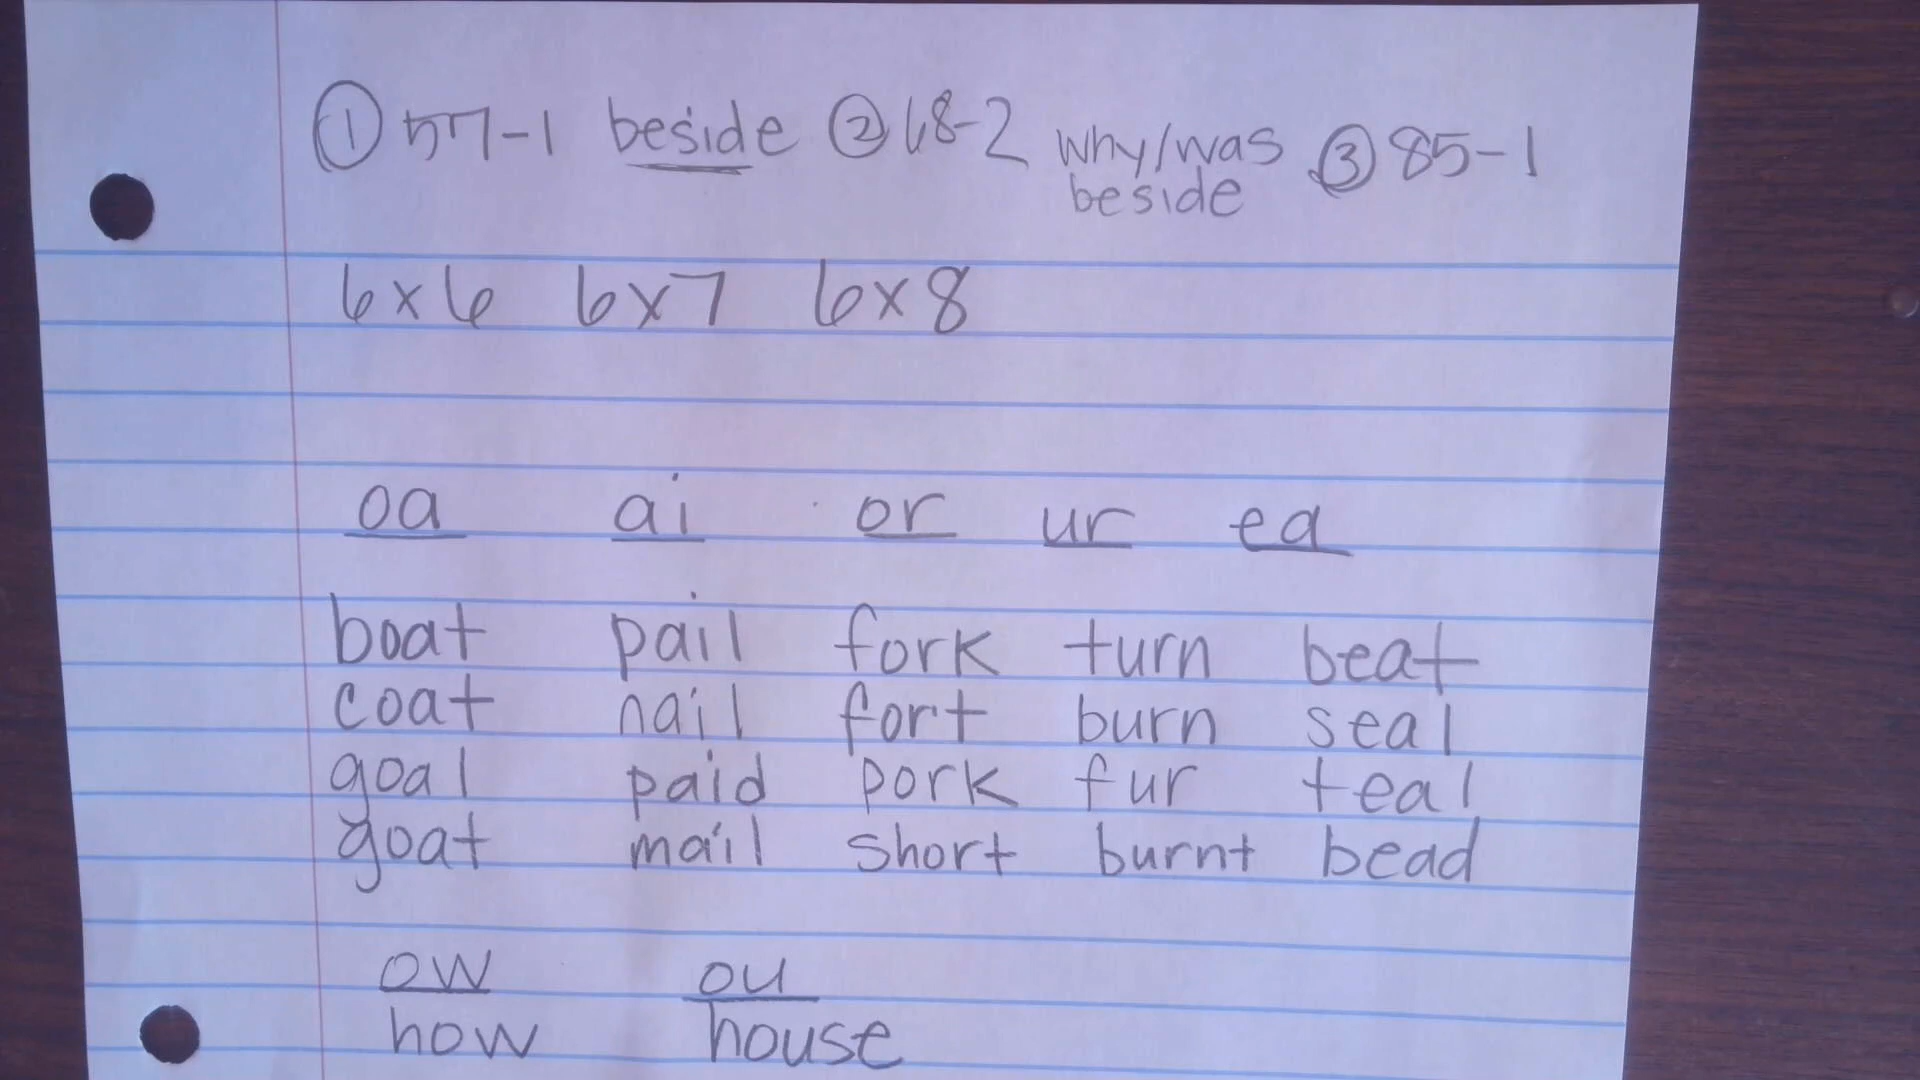 ① 57-1 beside ② 68-2 why/was ③ 85-1
beside
6x6 6x7 6x8
oa ai or ur ea
boat pail fork turn beat
coat nail fort burn seal
goal paid pork fur teal
goat mail short burnt bead
ow ou
how house